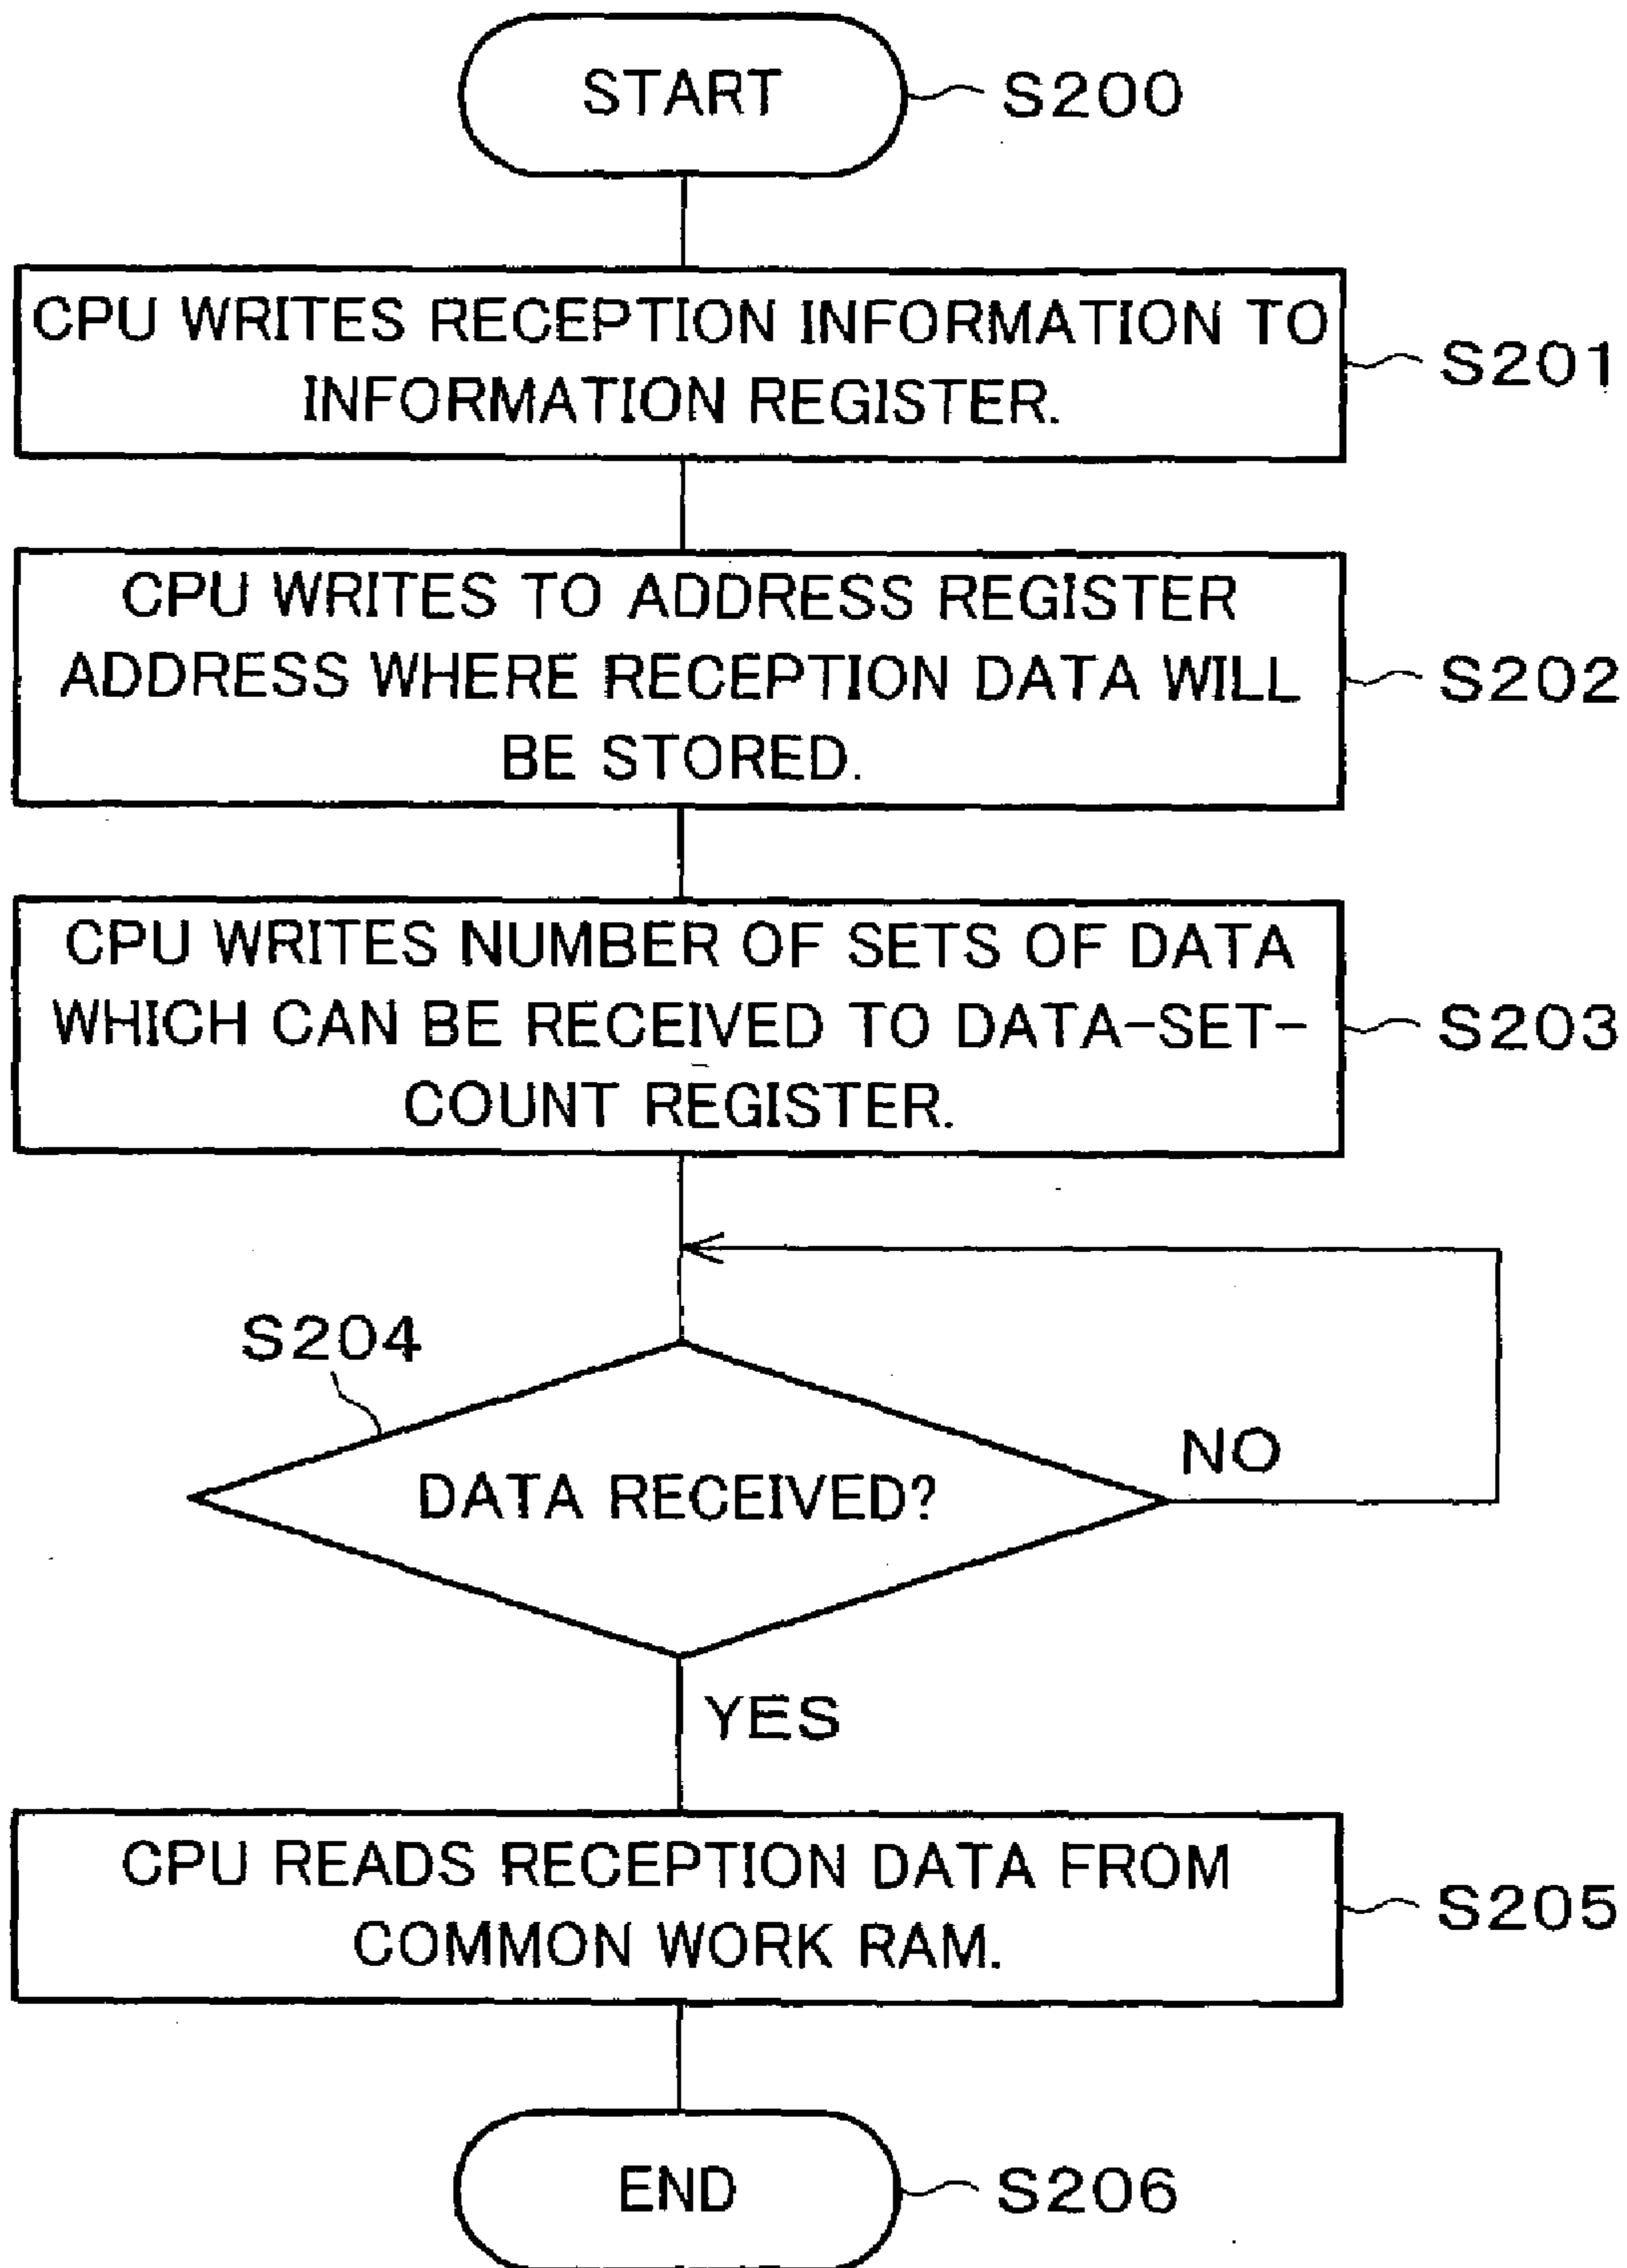 START
S200
CPU WRITES RECEPTION INFORMATION TO
INFORMATION REGISTER.
S201
CPU WRITES TO ADDRESS REGISTER
ADDRESS WHERE RECEPTION DATA WILL
BE STORED.
S202
CPU WRITES NUMBER OF SETS OF DATA
WHICH CAN BE RECEIVED TO DATA-SET-
COUNT REGISTER.
S203
S204
DATA RECEIVED?
NO
YES
CPU READS RECEPTION DATA FROM
COMMON WORK RAM.
S205
END
S206